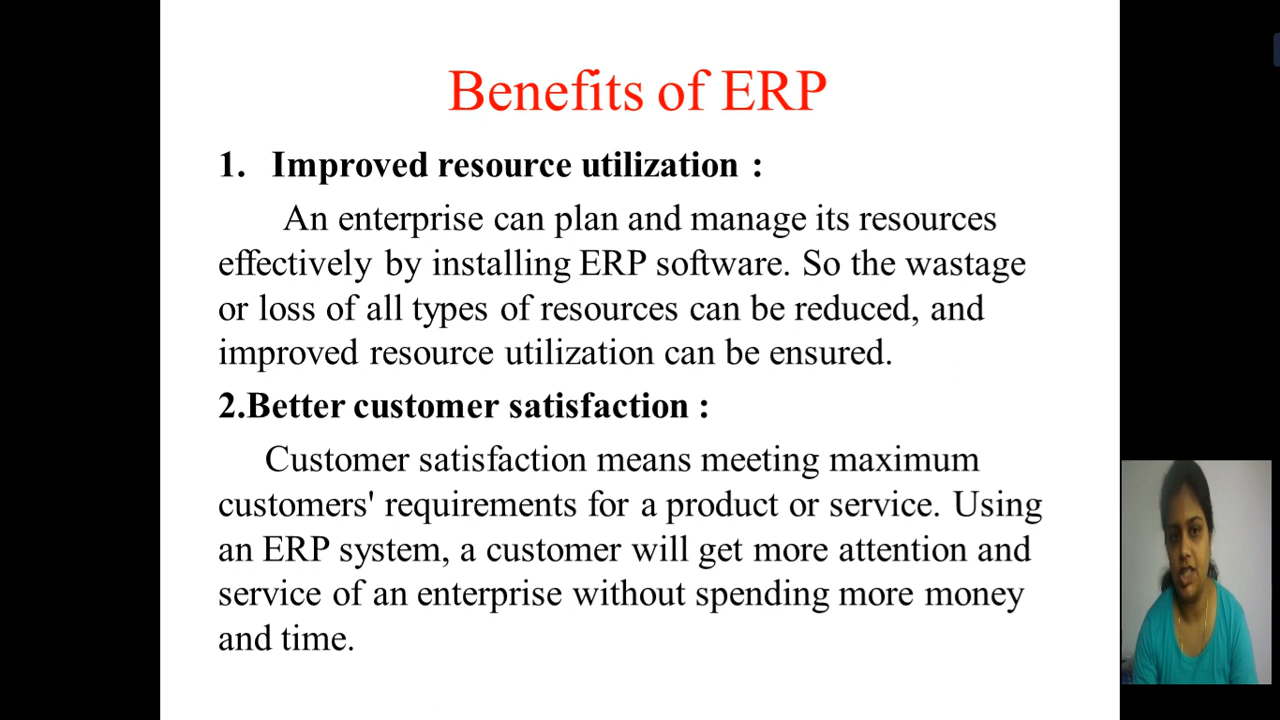 Benefits of ERP
1. Improved resource utilization :
An enterprise can plan and manage its resources
effectively by installing ERP software. So the wastage
or loss of all types of resources can be reduced, and
improved resource utilization can be ensured.
2.Better customer satisfaction :
Customer satisfaction means meeting maximum
customers' requirements for a product or service. Using
an ERP system, a customer will get more attention and
service of an enterprise without spending more money
and time.